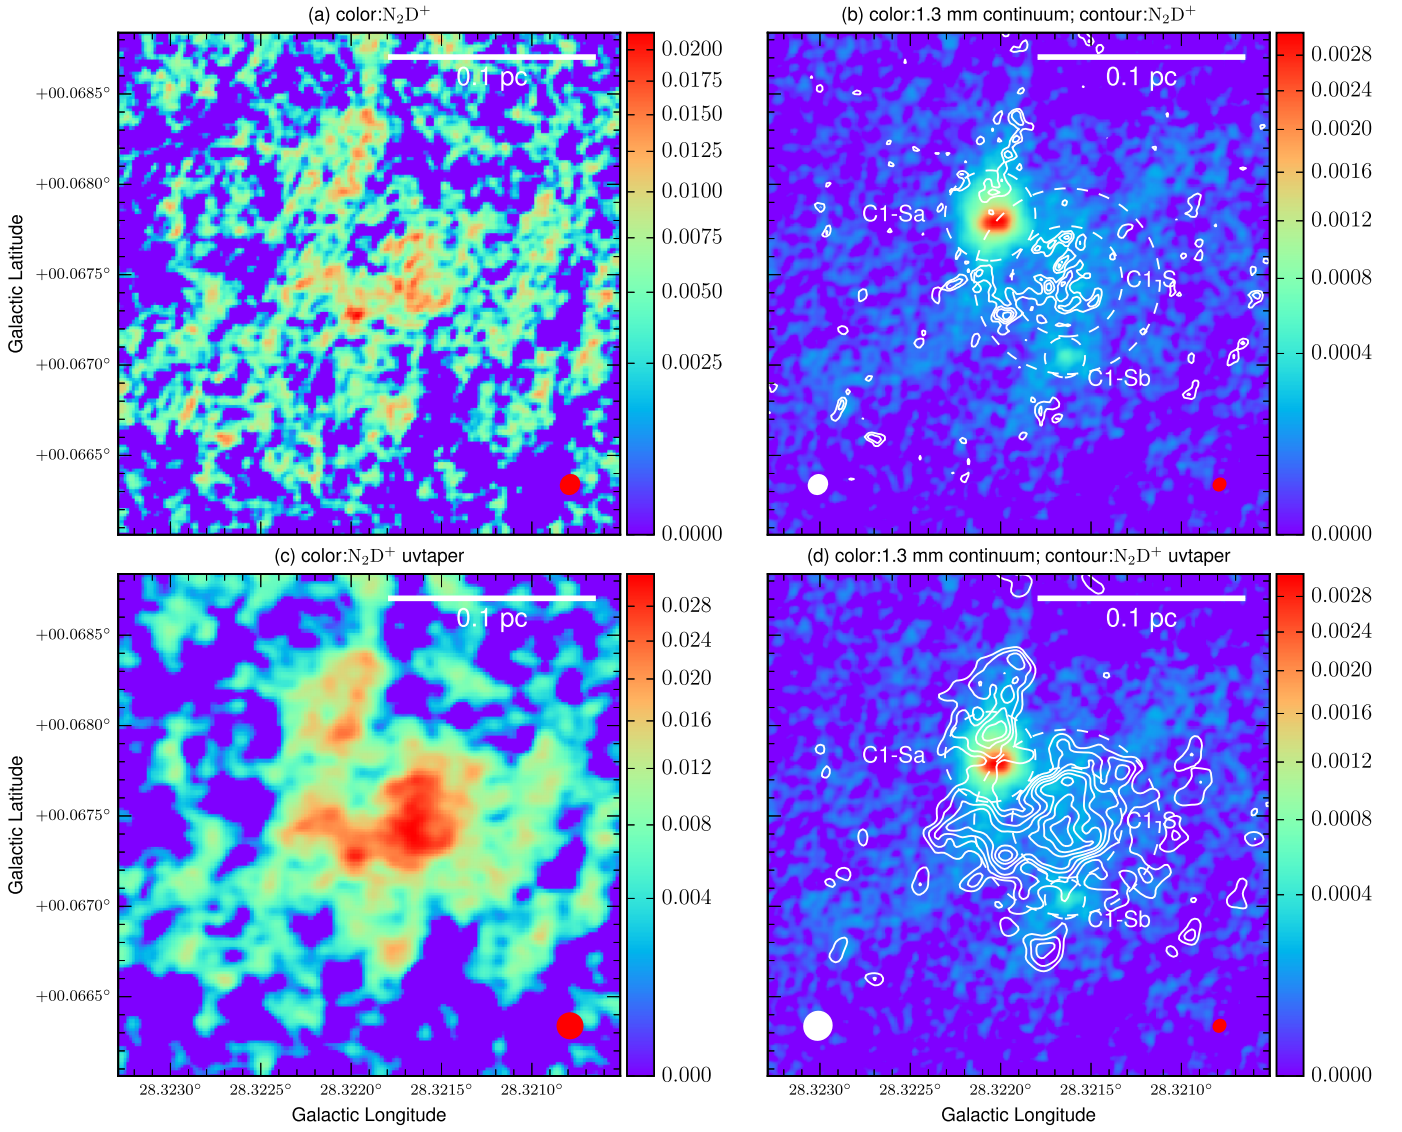 (a) color:N₂D⁺
(b) color:1.3 mm continuum; contour:N₂D⁺
0.1 pc
0.1 pc
0.0200
0.0175
0.0150
0.0125
0.0100
0.0075
0.0050
0.0025
0.0000
0.0028
0.0024
0.0020
0.0016
0.0012
0.0008
0.0004
0.0000
+00.0685°
+00.0680°
+00.0675°
+00.0670°
+00.0665°
Galactic Latitude
C1-Sa
C1-S
C1-Sb
(c) color:N₂D⁺ uvtaper
(d) color:1.3 mm continuum; contour:N₂D⁺ uvtaper
0.1 pc
0.1 pc
0.028
0.024
0.020
0.016
0.012
0.008
0.004
0.000
0.0028
0.0024
0.0020
0.0016
0.0012
0.0008
0.0004
0.0000
+00.0685°
+00.0680°
+00.0675°
+00.0670°
+00.0665°
Galactic Latitude
C1-Sa
C1-S
C1-Sb
28.3230° 28.3225° 28.3220° 28.3215° 28.3210°
28.3230° 28.3225° 28.3220° 28.3215° 28.3210°
Galactic Longitude
Galactic Longitude